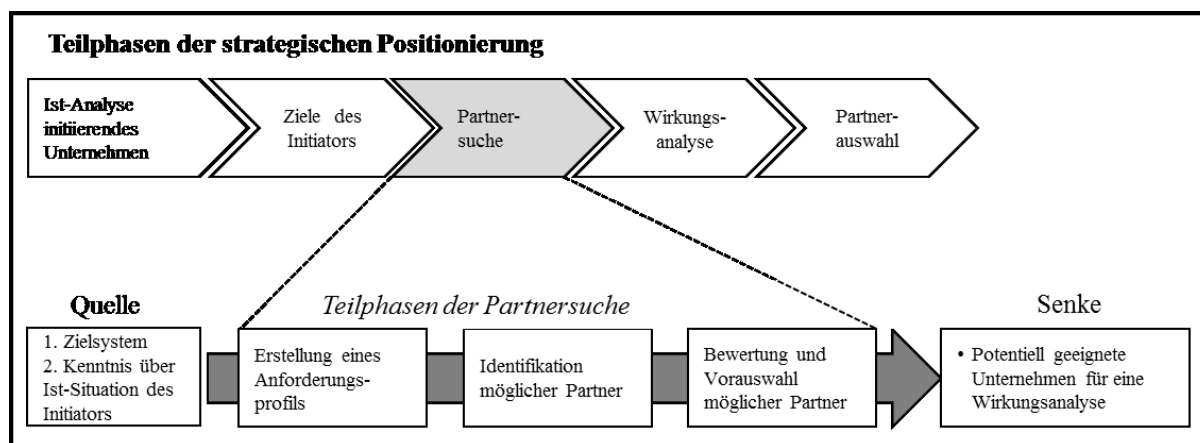 Teilphasen der strategischen Positionierung
Ist-Analyse
initiierendes
Unternehmen
Ziele des
Initiators
Partner-
suche
Wirkungs-
analyse
Partner-
auswahl
Quelle
Teilphasen der Partnersuche
Senke
1. Zielsystem
2. Kenntnis über
Ist-Situation des
Initiators
Erstellung eines
Anforderungs-
profils
Identifikation
möglicher Partner
Bewertung und
Vorauswahl
möglicher Partner
• Potentiell geeignete
Unternehmen für eine
Wirkungsanalyse